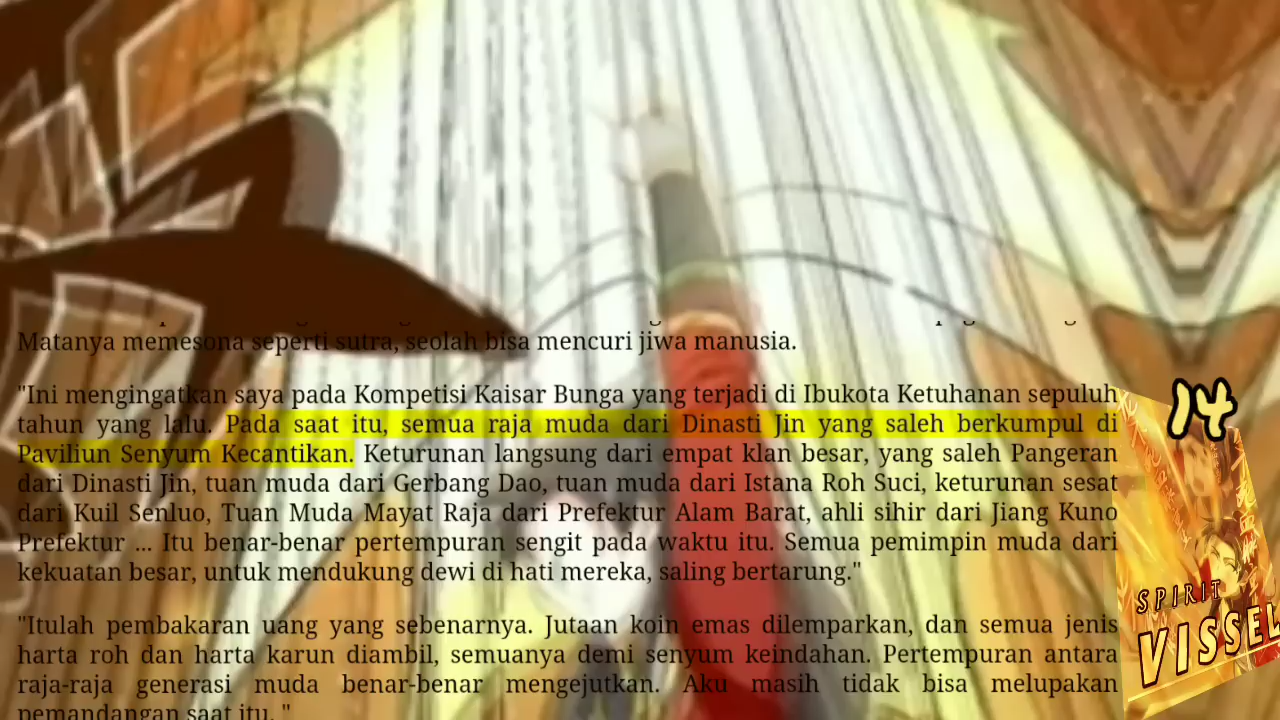 Matanya memesona seperti sutra, seolah bisa mencuri jiwa manusia.
"Ini mengingatkan saya pada Kompetisi Kaisar Bunga yang terjadi di Ibukota Ketuhanan sepuluh
tahun yang lalu. Pada saat itu, semua raja muda dari Dinasti Jin yang saleh berkumpul di
Paviliun Senyum Kecantikan. Keturunan langsung dari empat klan besar, yang saleh Pangeran
dari Dinasti Jin, tuan muda dari Gerbang Dao, tuan muda dari Istana Roh Suci, keturunan sesat
dari Kuil Senluo, Tuan Muda Mayat Raja dari Prefektur Alam Barat, ahli sihir dari Jiang Kuno
Prefektur ... Itu benar-benar pertempuran sengit pada waktu itu. Semua pemimpin muda dari
kekuatan besar, untuk mendukung dewi di hati mereka, saling bertarung."
"Itulah pembakaran uang yang sebenarnya. Jutaan koin emas dilemparkan, dan semua jenis
harta roh dan harta karun diambil, semuanya demi senyum keindahan. Pertempuran antara
raja-raja generasi muda benar-benar mengejutkan. Aku masih tidak bisa melupakan
pemandangan saat itu. "
14
SPIRIT
VISSEL